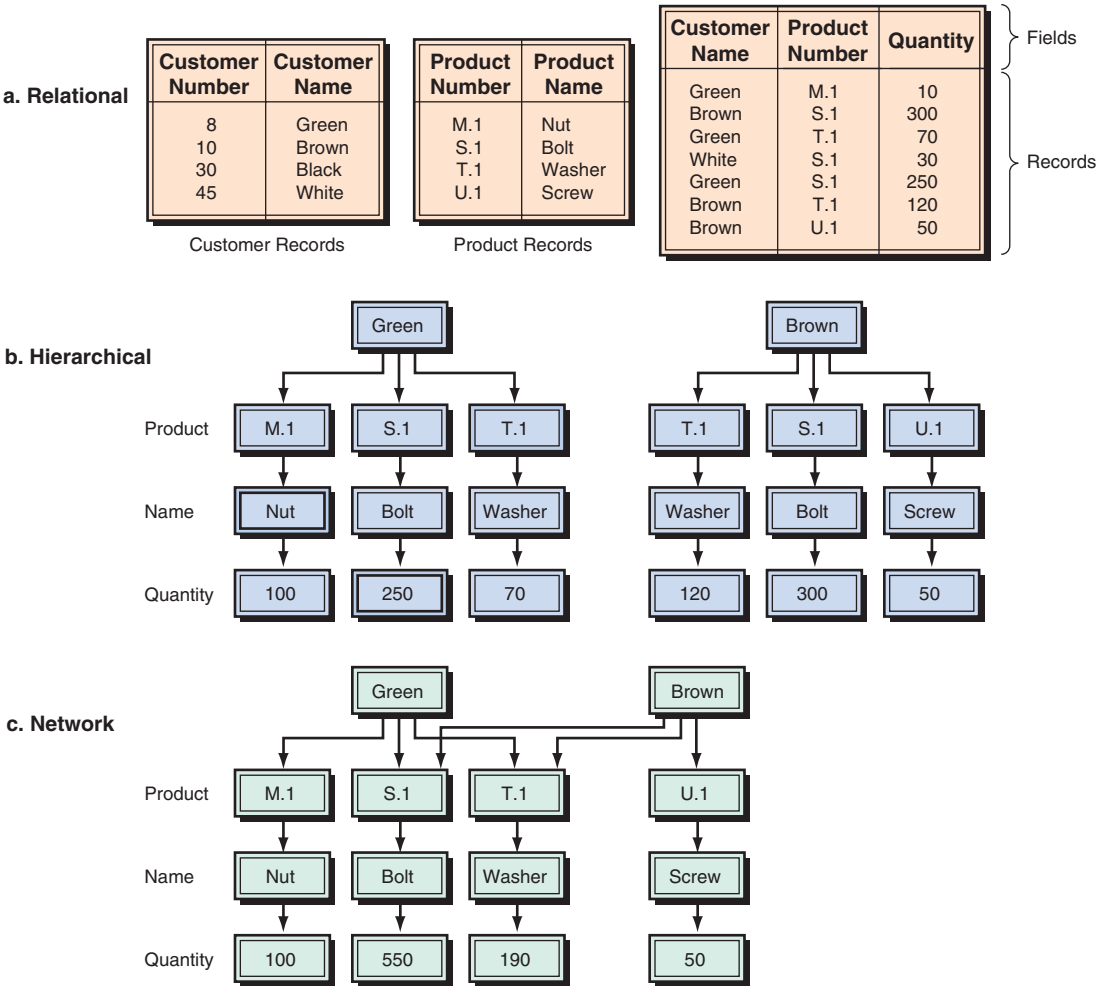 a. Relational
Customer Number Customer Name
8 Green
10 Brown
30 Black
45 White
Customer Records
Product Number Product Name
M.1 Nut
S.1 Bolt
T.1 Washer
U.1 Screw
Product Records
Customer Name Product Number Quantity
Green M.1 10
Brown S.1 300
Green T.1 70
White S.1 30
Green S.1 250
Brown T.1 120
Brown U.1 50
Fields
Records
b. Hierarchical
Green Brown
Product M.1 S.1 T.1 T.1 S.1 U.1
Name Nut Bolt Washer Washer Bolt Screw
Quantity 100 250 70 120 300 50
c. Network
Green Brown
Product M.1 S.1 T.1 U.1
Name Nut Bolt Washer Screw
Quantity 100 550 190 50